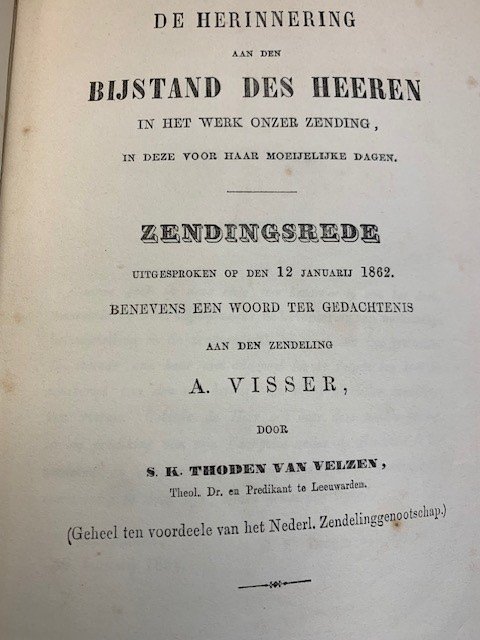 DE HERINNERING
AAN DEN
BIJSTAND DES HEEREN
IN HET WERK ONZER ZENDING,
IN DEZE VOOR HAAR MOEIJELIJKE DAGEN.
ZENDINGSREDE
UITGESPROKEN OP DEN 12 JANUARIJ 1862.
BENEVENS EEN WOORD TER GEDACHTENIS
AAN DEN ZENDELING
A. VISSER,
DOOR
S. K. THODEN VAN VELZEN,
Theol. Dr. en Predikant te Leeuwarden.
(Geheel ten voordeele van het Nederl. Zendelinggenootschap.)